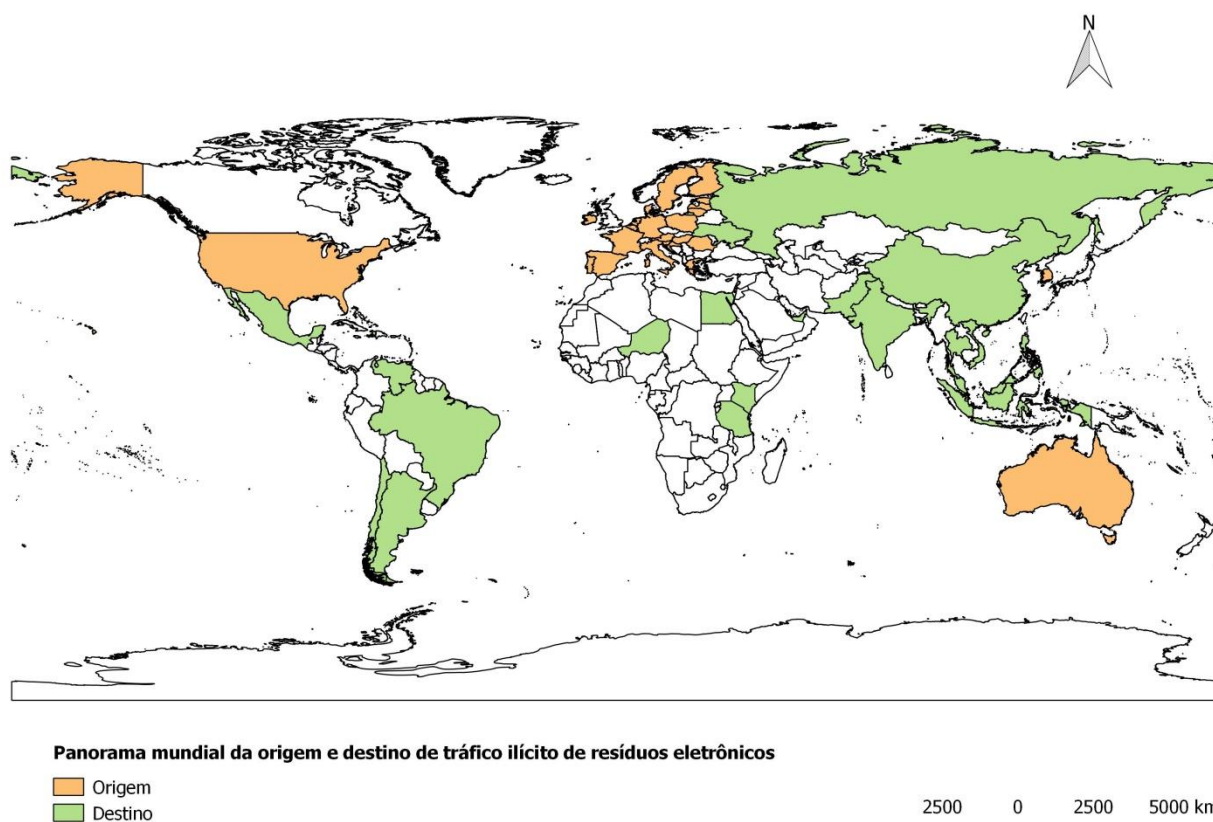 N
Panorama mundial da origem e destino de tráfico ilícito de resíduos eletrônicos
Origem
Destino
2500 0 2500 5000 km